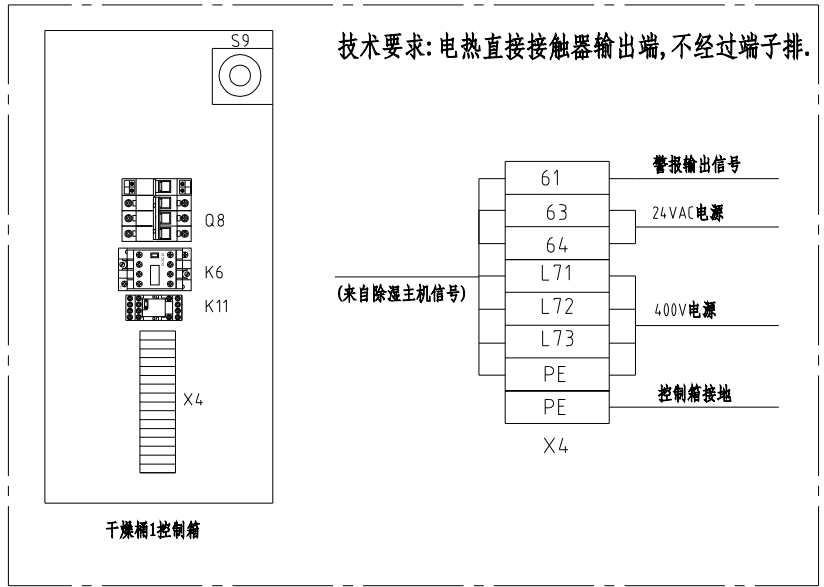 技术要求:电热直接接触器输出端,不经过端子排.
S9
Q8
K6
K11
X4
干燥桶1控制箱
(来自除湿主机信号)
61
63
64
L71
L72
L73
PE
PE
X4
警报输出信号
24VAC电源
400V电源
控制箱接地